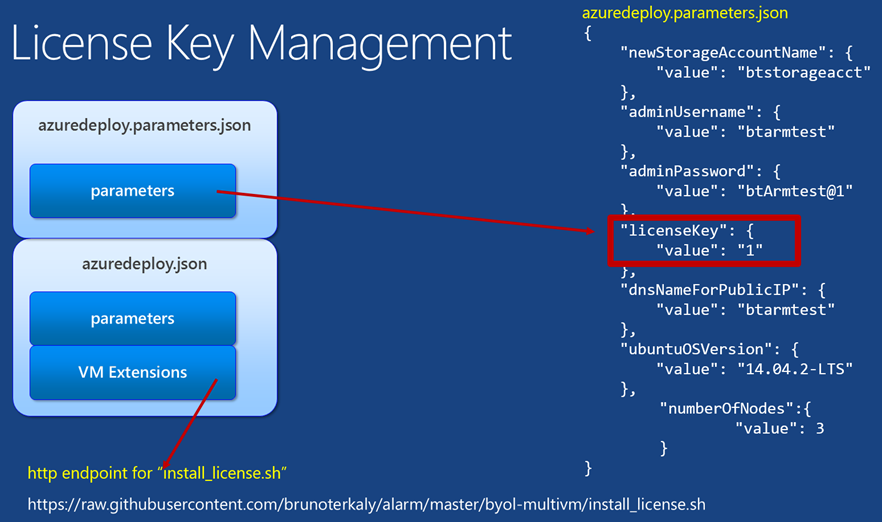 License Key Management
azuredeploy.parameters.json
parameters
azuredeploy.json
parameters
VM Extensions
http endpoint for “install_license.sh”
https://raw.githubusercontent.com/brunoterkaly/alarm/master/byol-multivm/install_license.sh
azuredeploy.parameters.json
{
"newStorageAccountName": {
"value": "btstorageacct"
},
"adminUsername": {
"value": "btarmtest"
},
"adminPassword": {
"value": "btArmtest@1"
},
"licenseKey": {
"value": "1"
},
"dnsNameForPublicIP": {
"value": "btarmtest"
},
"ubuntuOSVersion": {
"value": "14.04.2-LTS"
},
"numberOfNodes":{
"value": 3
}
}